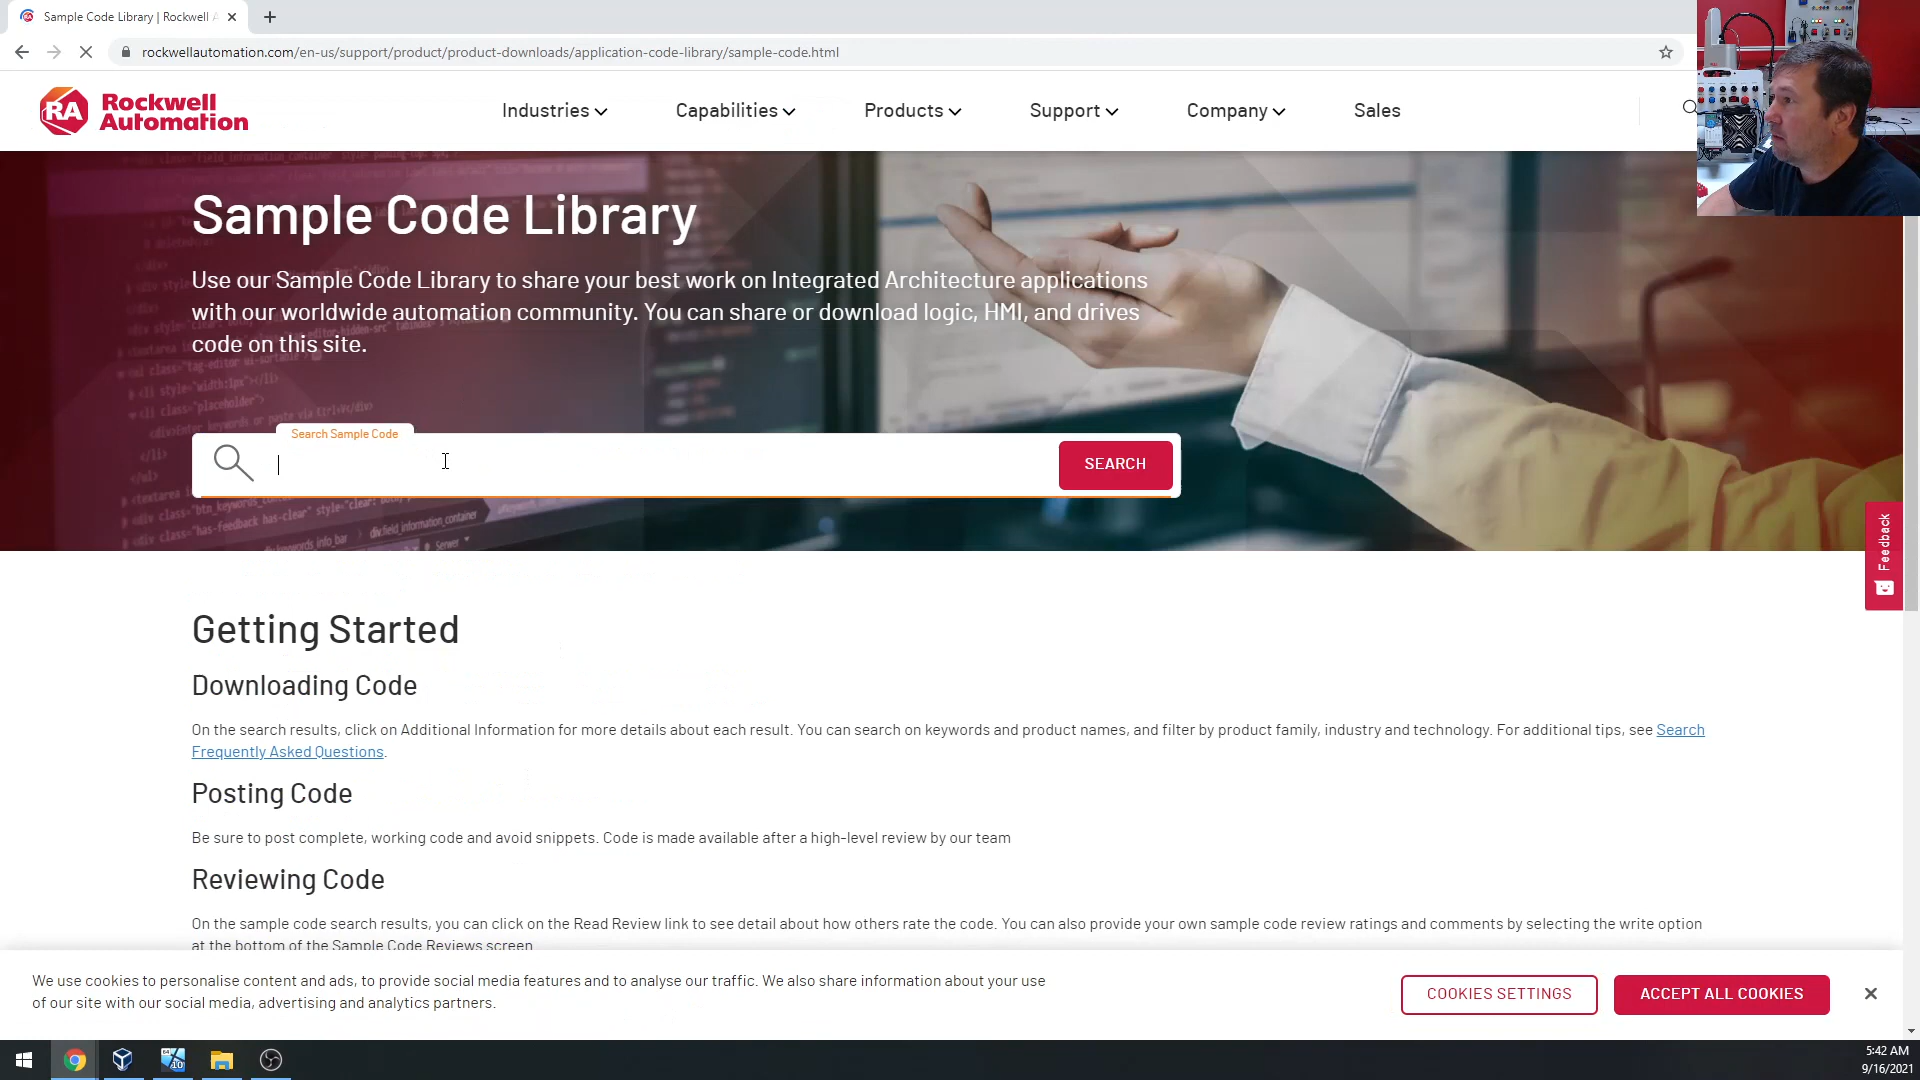 Sample Code Library | Rockwell A
rockwellautomation.com/en-us/support/product/product-downloads/application-code-library/sample-code.html
RA Rockwell Automation
Industries
Capabilities
Products
Support
Company
Sales
Sample Code Library
Use our Sample Code Library to share your best work on Integrated Architecture applications
with our worldwide automation community. You can share or download logic, HMI, and drives
code on this site.
Search Sample Code
SEARCH
Feedback
Getting Started
Downloading Code
On the search results, click on Additional Information for more details about each result. You can search on keywords and product names, and filter by product family, industry and technology. For additional tips, see Search
Frequently Asked Questions.
Posting Code
Be sure to post complete, working code and avoid snippets. Code is made available after a high-level review by our team
Reviewing Code
On the sample code search results, you can click on the Read Review link to see detail about how others rate the code. You can also provide your own sample code review ratings and comments by selecting the write option
at the bottom of the Sample Code Reviews screen
We use cookies to personalise content and ads, to provide social media features and to analyse our traffic. We also share information about your use
of our site with our social media, advertising and analytics partners.
COOKIES SETTINGS
ACCEPT ALL COOKIES
5:42 AM
9/16/2021